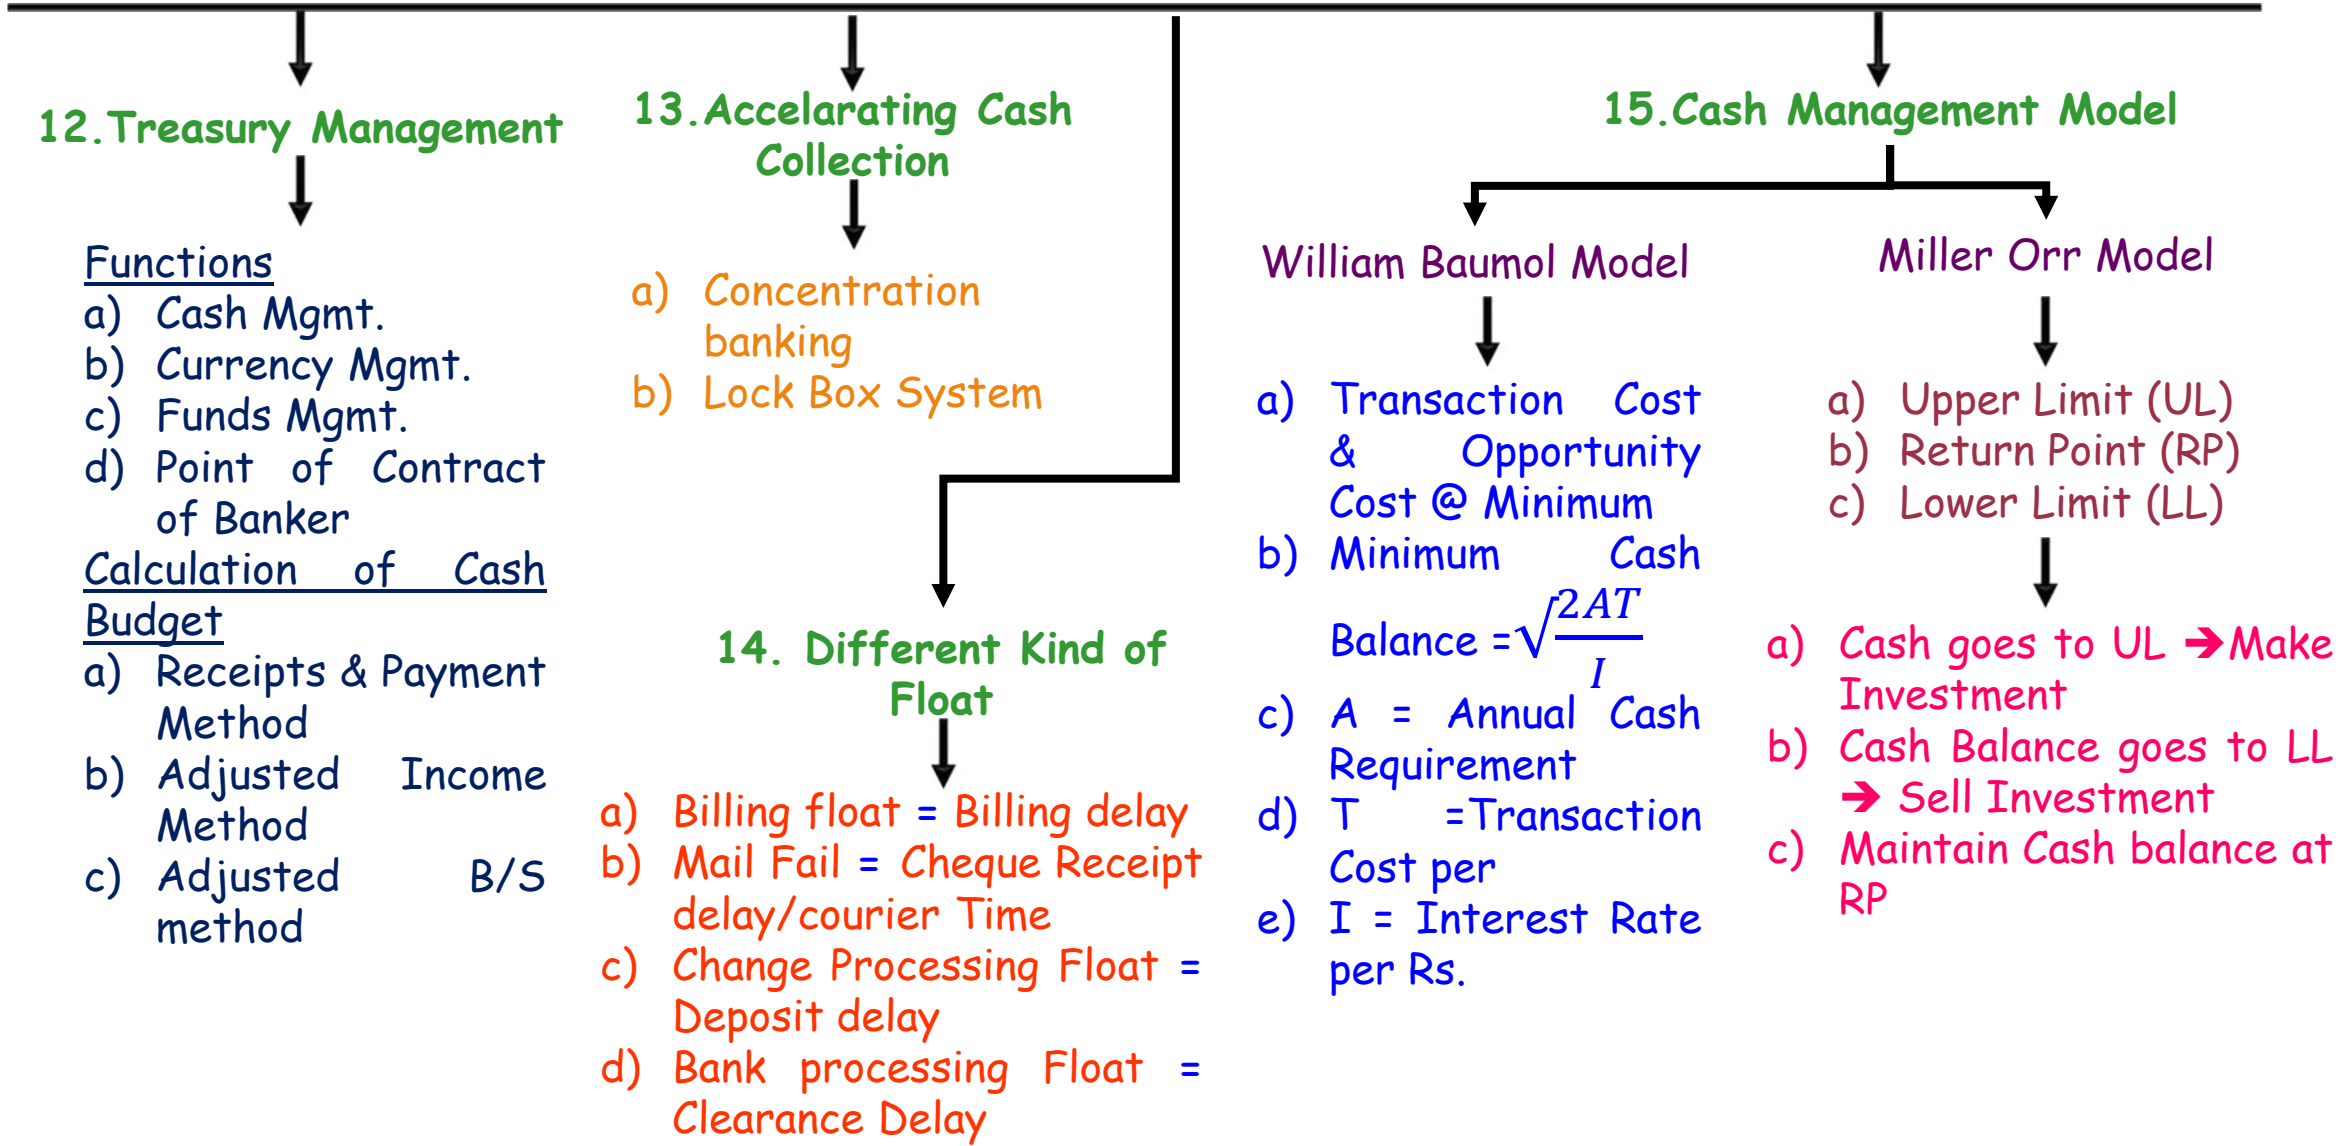 12.Treasury Management
Functions
a) Cash Mgmt.
b) Currency Mgmt.
c) Funds Mgmt.
d) Point of Contract
of Banker
Calculation of Cash
Budget
a) Receipts & Payment
Method
b) Adjusted Income
Method
c) Adjusted B/S
method
13.Accelarating Cash
Collection
a) Concentration
banking
b) Lock Box System
14. Different Kind of
Float
a) Billing float = Billing delay
b) Mail Fail = Cheque Receipt
delay/courier Time
c) Change Processing Float =
Deposit delay
d) Bank processing Float =
Clearance Delay
15.Cash Management Model
William Baumol Model
a) Transaction Cost
& Opportunity
Cost @ Minimum
b) Minimum Cash
Balance =√2AT/I
c) A = Annual Cash
Requirement
d) T =Transaction
Cost per
e) I = Interest Rate
per Rs.
Miller Orr Model
a) Upper Limit (UL)
b) Return Point (RP)
c) Lower Limit (LL)
a) Cash goes to UL ➔Make
Investment
b) Cash Balance goes to LL
➔ Sell Investment
c) Maintain Cash balance at
RP